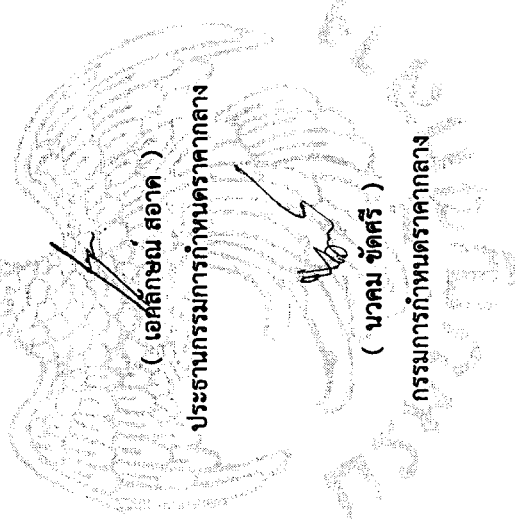 ( เอกลักษณ์ สอาด )
ประธานกรรมการกำหนดราคากลาง
( นวคม ขัดศรี )
กรรมการกำหนดราคากลาง